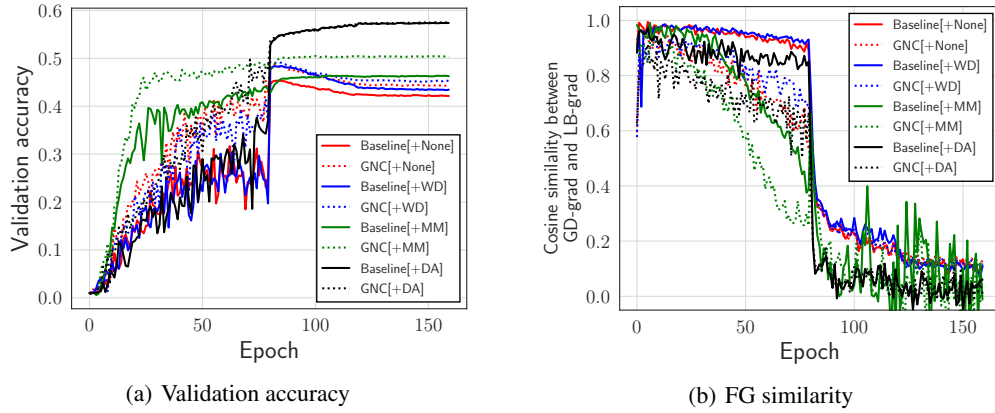 Validation accuracy
0.6
0.5
0.4
0.3
0.2
0.1
0.0
0
50
100
150
Epoch
Baseline[+None]
GNC[+None]
Baseline[+WD]
GNC[+WD]
Baseline[+MM]
GNC[+MM]
Baseline[+DA]
GNC[+DA]
(a) Validation accuracy
Cosine similality between
GD-grad and LB-grad
1.0
0.8
0.6
0.4
0.2
0.0
0
50
100
150
Epoch
Baseline[+None]
GNC[+None]
Baseline[+WD]
GNC[+WD]
Baseline[+MM]
GNC[+MM]
Baseline[+DA]
GNC[+DA]
(b) FG similarity